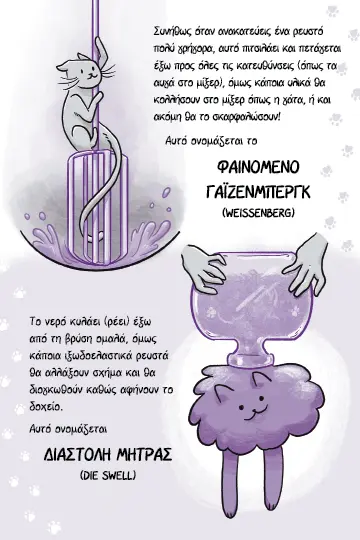 Συνήθως όταν ανακατεύεις ένα ρευστό
πολύ γρήγορα, αυτό πιτσιλάει και πετάγεται
έξω προς όλες τις κατευθύνσεις (όπως τα
αυγά στο μίξερ), όμως κάποια υλικά θα
κολλήσουν στο μίξερ όπως η γάτα, ή και
ακόμη θα το σκαρφαλώσουν!
Αυτό ονομάζεται το
ΦΑΙΝΟΜΕΝΟ
ΓΑΪΖΕΝΜΠΕΡΓΚ
(WEISSENBERG)
Το νερό κυλάει (ρέει) έξω
από τη βρύση ομαλά, όμως
κάποια ιξωδοελαστικά ρευστά
θα αλλάξουν σχήμα και θα
διογκωθούν καθώς αφήνουν το
δοχείο.
Αυτό ονομάζεται
ΔΙΑΣΤΟΛΗ ΜΗΤΡΑΣ
(DIE SWELL)